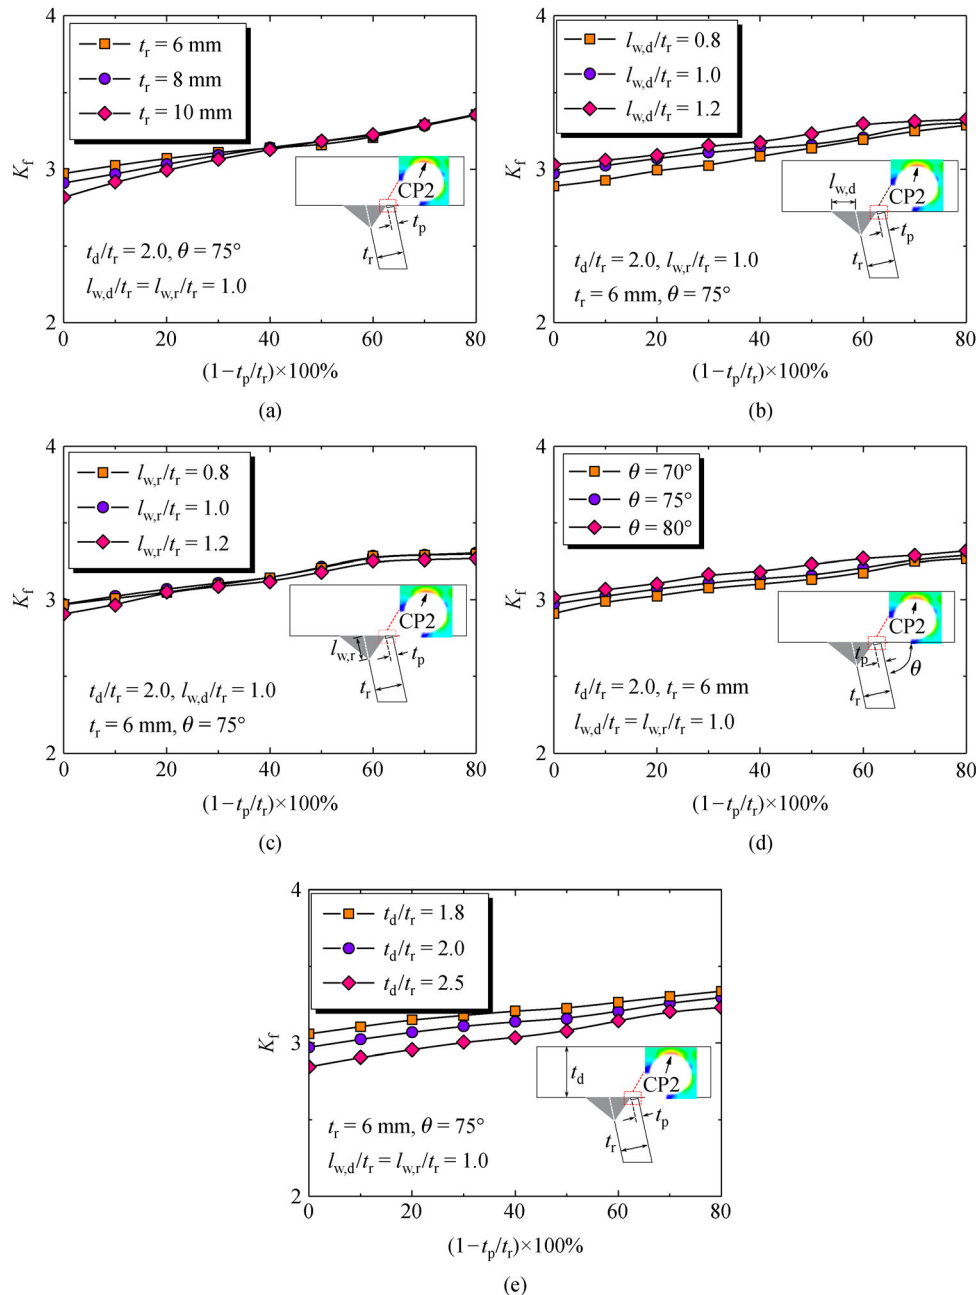 4
t_r = 6 mm
t_r = 8 mm
t_r = 10 mm
K_f
3
CP2
t_p
t_r
t_d/t_r = 2.0, θ = 75°
l_w,d/t_r = l_w,r/t_r = 1.0
2
0 20 40 60 80
(1−t_p/t_r)×100%
(a)
4
l_w,d/t_r = 0.8
l_w,d/t_r = 1.0
l_w,d/t_r = 1.2
K_f
3
CP2
l_w,d
t_p
t_r
t_d/t_r = 2.0, l_w,r/t_r = 1.0
t_r = 6 mm, θ = 75°
2
0 20 40 60 80
(1−t_p/t_r)×100%
(b)
4
l_w,r/t_r = 0.8
l_w,r/t_r = 1.0
l_w,r/t_r = 1.2
K_f
3
CP2
l_w,r
t_p
t_r
t_d/t_r = 2.0, l_w,d/t_r = 1.0
t_r = 6 mm, θ = 75°
2
0 20 40 60 80
(1−t_p/t_r)×100%
(c)
4
θ = 70°
θ = 75°
θ = 80°
K_f
3
CP2
t_p
θ
t_r
t_d/t_r = 2.0, t_r = 6 mm
l_w,d/t_r = l_w,r/t_r = 1.0
2
0 20 40 60 80
(1−t_p/t_r)×100%
(d)
4
t_d/t_r = 1.8
t_d/t_r = 2.0
t_d/t_r = 2.5
K_f
3
t_d
CP2
t_p
t_r
t_r = 6 mm, θ = 75°
l_w,d/t_r = l_w,r/t_r = 1.0
2
0 20 40 60 80
(1−t_p/t_r)×100%
(e)